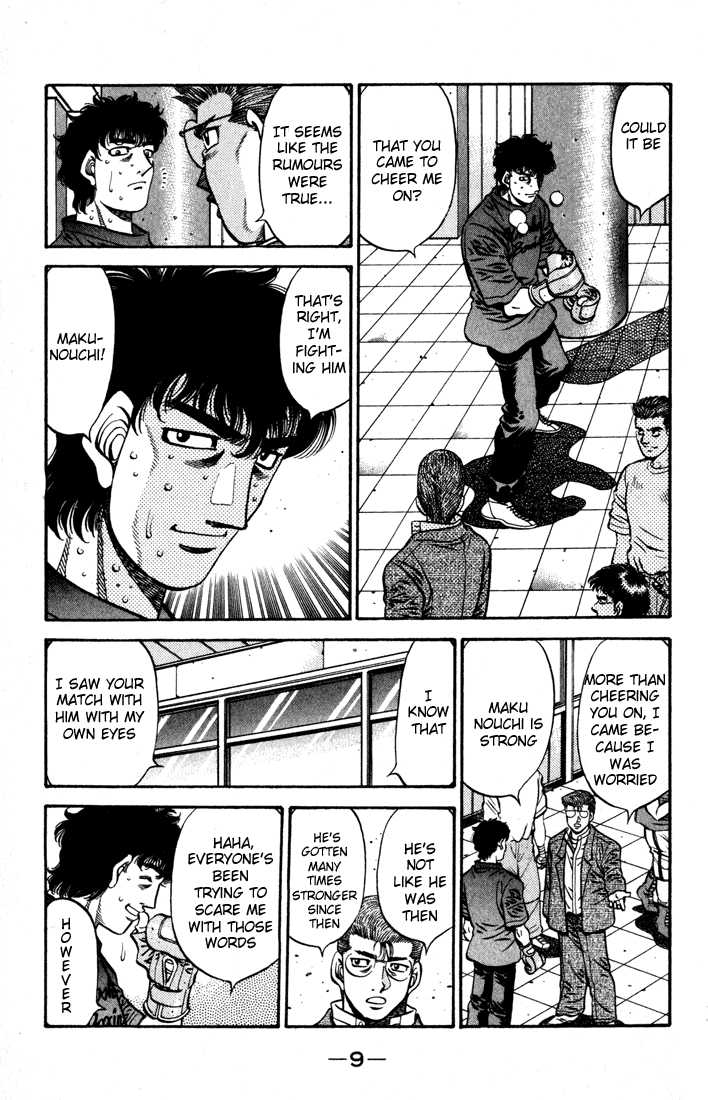 COULD
IT BE
THAT YOU
CAME TO
CHEER ME
ON?
IT SEEMS
LIKE THE
RUMOURS
WERE
TRUE...
THAT'S
RIGHT,
I'M
FIGHT-
ING HIM
MAKU-
NOUCHI!
MORE THAN
CHEERING
YOU ON, I
CAME BE-
CAUSE I
WAS
WORRIED
MAKU
NOUCHI IS
STRONG
I
KNOW
THAT
I SAW YOUR
MATCH WITH
HIM WITH MY
OWN EYES
HE'S
NOT
LIKE HE
WAS
THEN
HE'S
GOTTEN
MANY
TIMES
STRONGER
SINCE
THEN
HAHA,
EVERYONE'S
BEEN
TRYING TO
SCARE ME
WITH THOSE
WORDS
HOWEVER
—9—